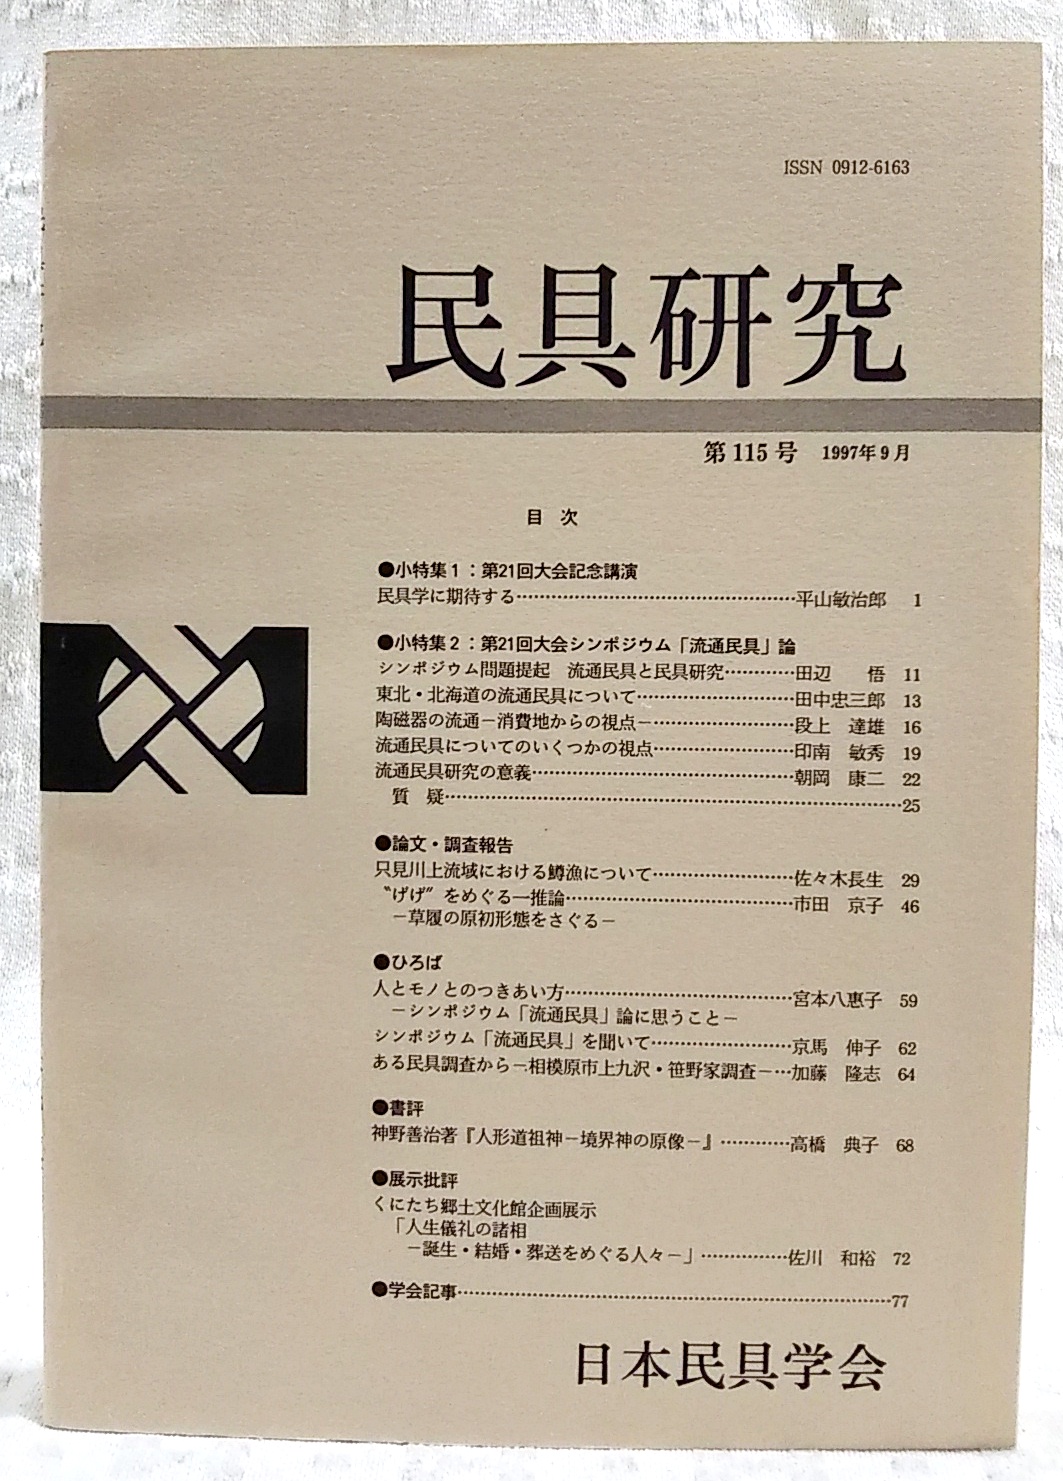 ISSN 0912-6163
民具研究
第115号 1997年9月
目 次
●小特集1：第21回大会記念講演
民具学に期待する…………………………………………平山敏治郎 1
●小特集2：第21回大会シンポジウム「流通民具」論
シンポジウム問題提起 流通民具と民具研究…………田辺 悟 11
東北・北海道の流通民具について………………………田中忠三郎 13
陶磁器の流通－消費地からの視点－……………………段上 達雄 16
流通民具についてのいくつかの視点……………………印南 敏秀 19
流通民具研究の意義………………………………………朝岡 康二 22
質 疑……………………………………………………………………25
●論文・調査報告
只見川上流域における鱒漁について……………………佐々木長生 29
〝げげ〟をめぐる一推論…………………………………市田 京子 46
－草履の原初形態をさぐる－
●ひろば
人とモノとのつきあい方…………………………………宮本八惠子 59
－シンポジウム「流通民具」論に思うこと－
シンポジウム「流通民具」を聞いて……………………京馬 伸子 62
ある民具調査から－相模原市上九沢・笹野家調査－…加藤 隆志 64
●書評
神野善治著『人形道祖神－境界神の原像－』…………高橋 典子 68
●展示批評
くにたち郷土文化館企画展示
「人生儀礼の諸相
－誕生・結婚・葬送をめぐる人々－」……………佐川 和裕 72
●学会記事………………………………………………………………77
日本民具学会